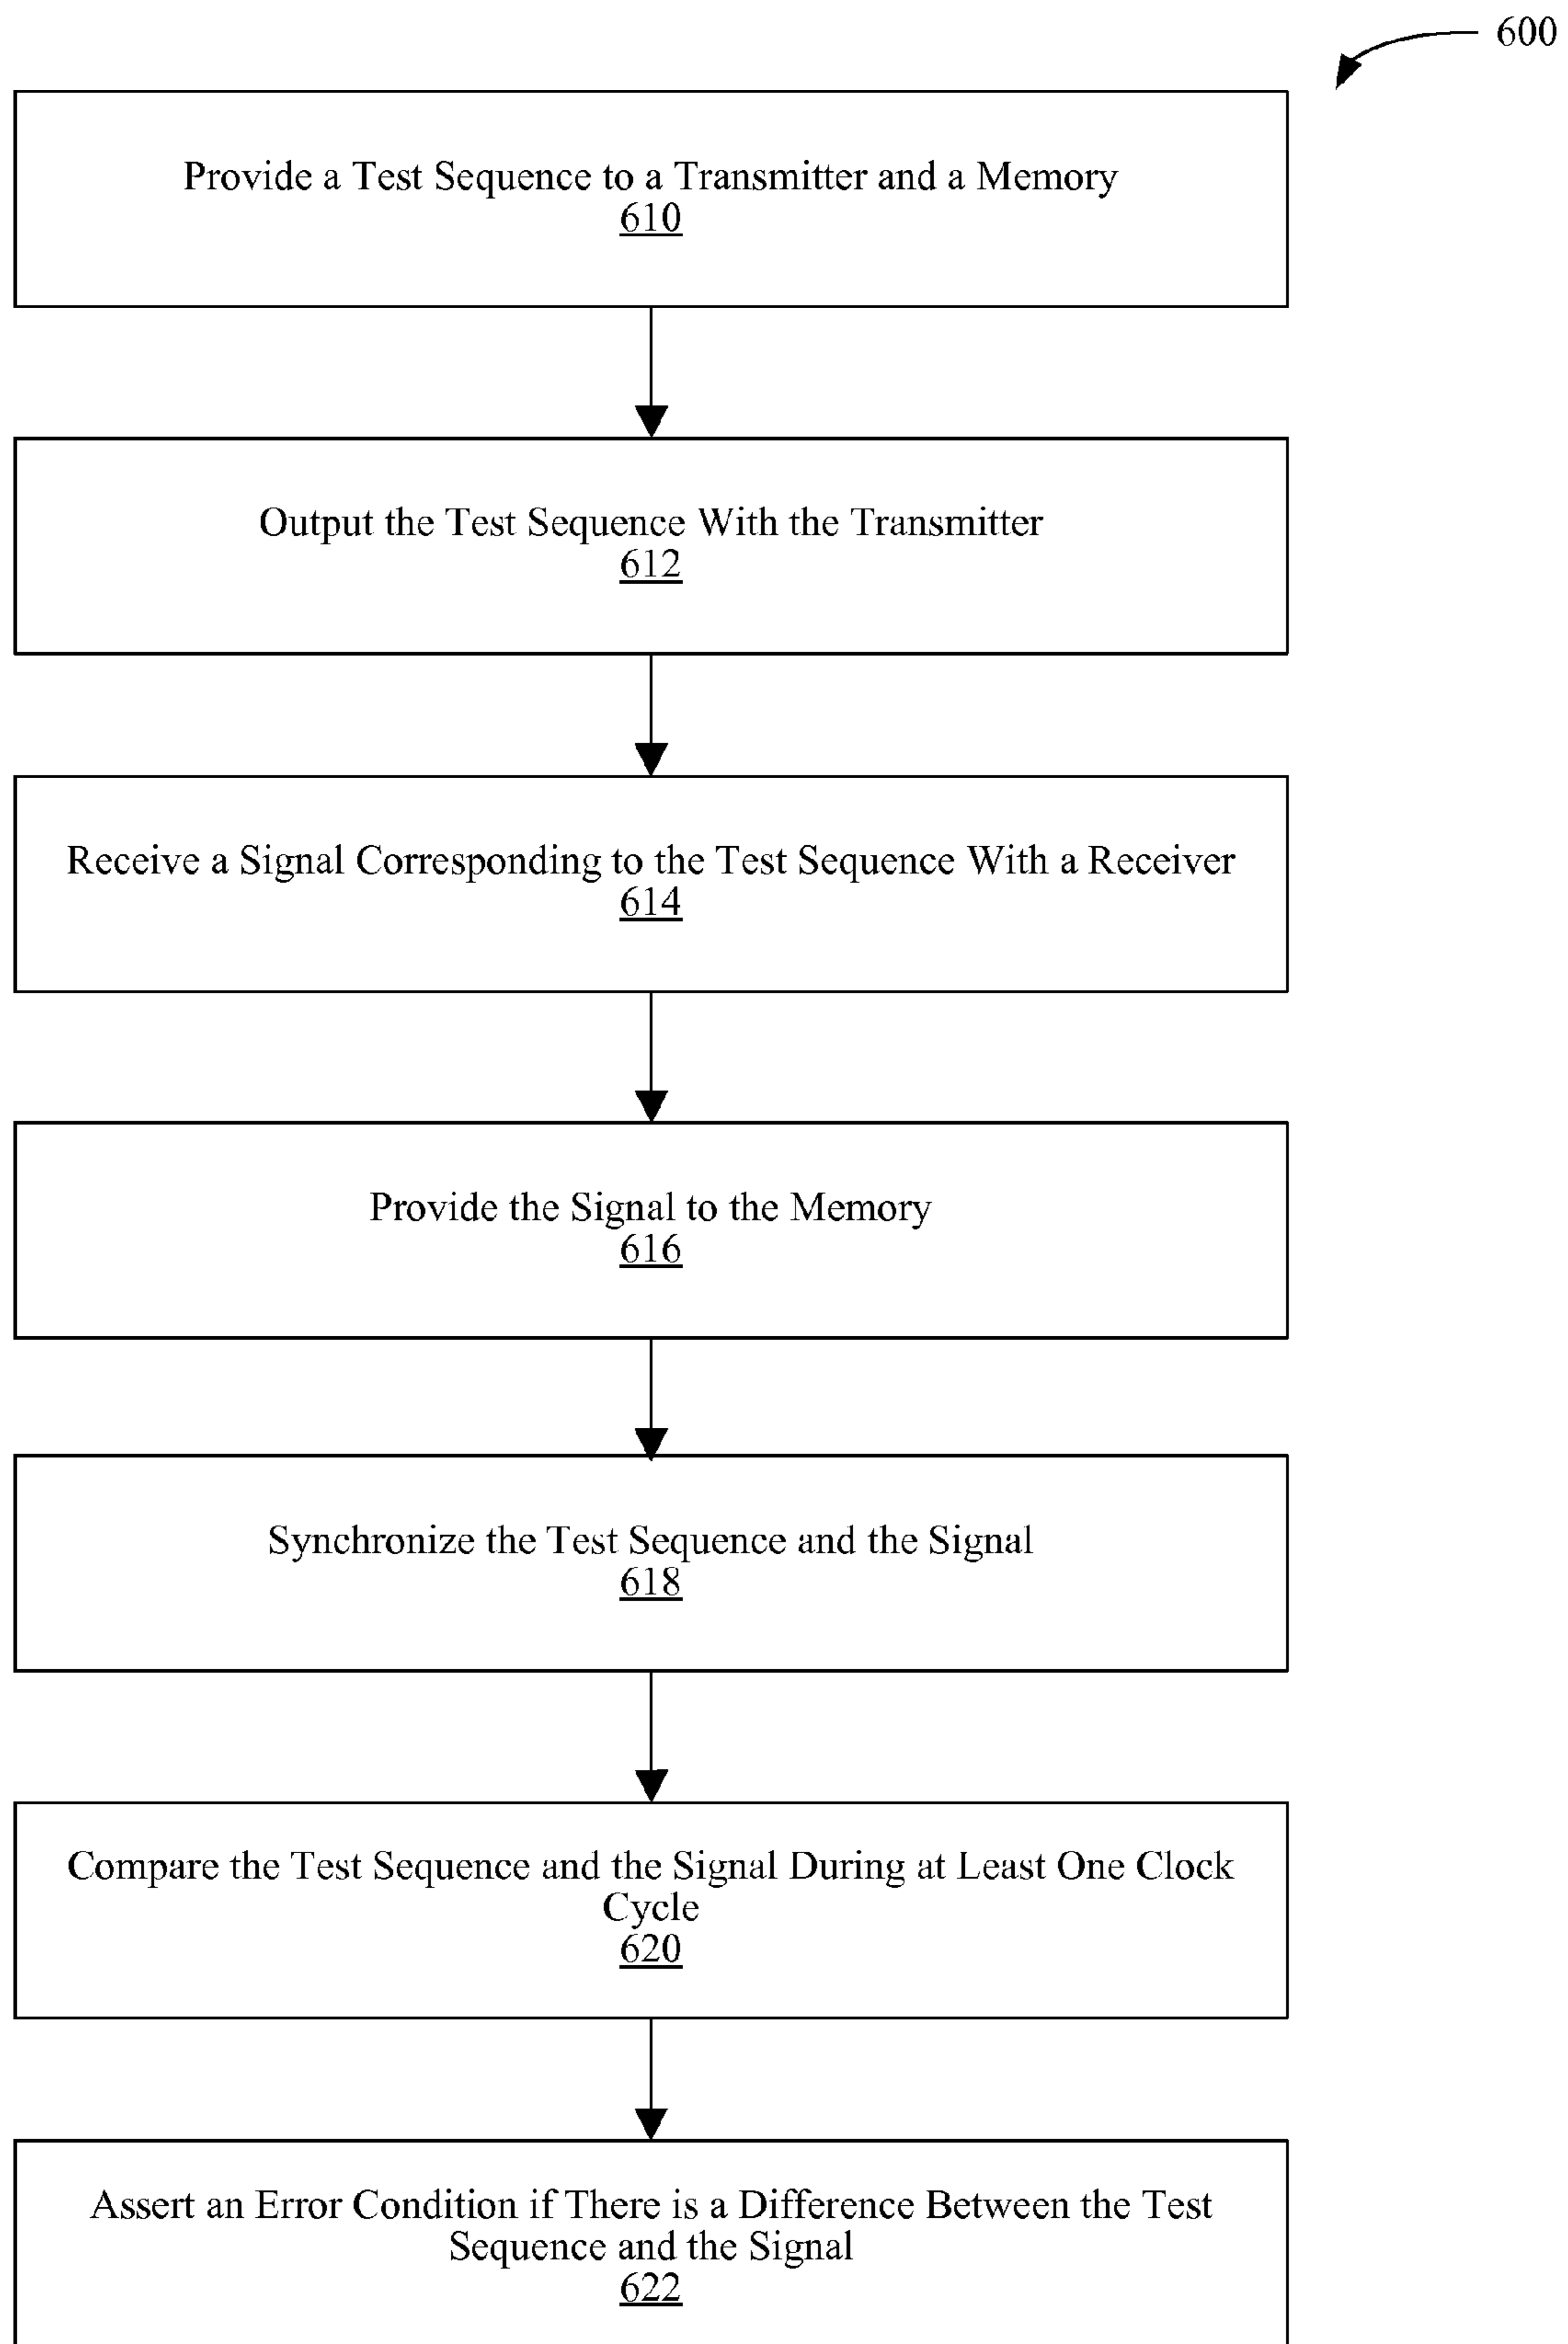 600
Provide a Test Sequence to a Transmitter and a Memory
610
Output the Test Sequence With the Transmitter
612
Receive a Signal Corresponding to the Test Sequence With a Receiver
614
Provide the Signal to the Memory
616
Synchronize the Test Sequence and the Signal
618
Compare the Test Sequence and the Signal During at Least One Clock
Cycle
620
Assert an Error Condition if There is a Difference Between the Test
Sequence and the Signal
622